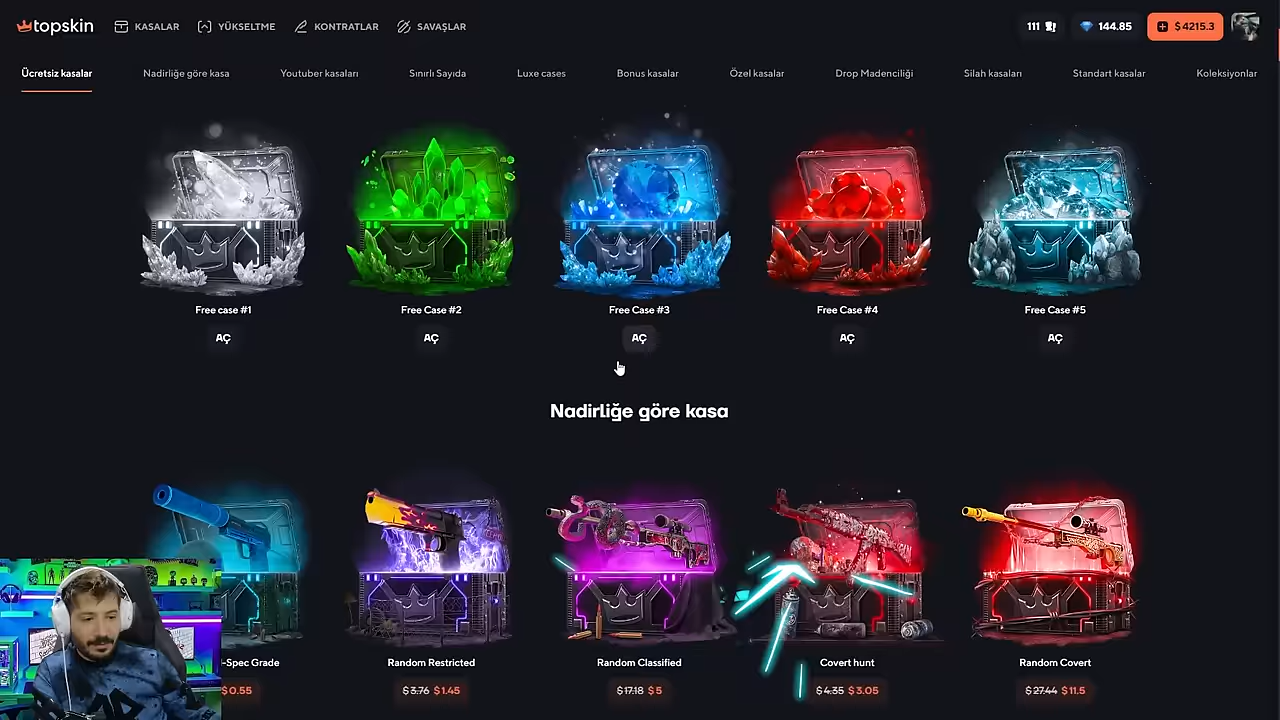 topskin KASALAR YÜKSELTME KONTRATLAR SAVAŞLAR 111 144.85 $ 4215.3
Ücretsiz kasalar Nadirliğe göre kasa Youtuber kasaları Sınırlı Sayıda Luxe cases Bonus kasalar Özel kasalar Drop Madenciliği Silah kasaları Standart kasalar Koleksiyonlar
Free case #1 Free Case #2 Free Case #3 Free Case #4 Free Case #5
AÇ AÇ AÇ AÇ AÇ
Nadirliğe göre kasa
-Spec Grade Random Restricted Random Classified Covert hunt Random Covert
$ 0.55 $ 3.76 $ 1.45 $ 17.18 $ 5 $ 4.35 $ 3.05 $ 27.44 $ 11.5